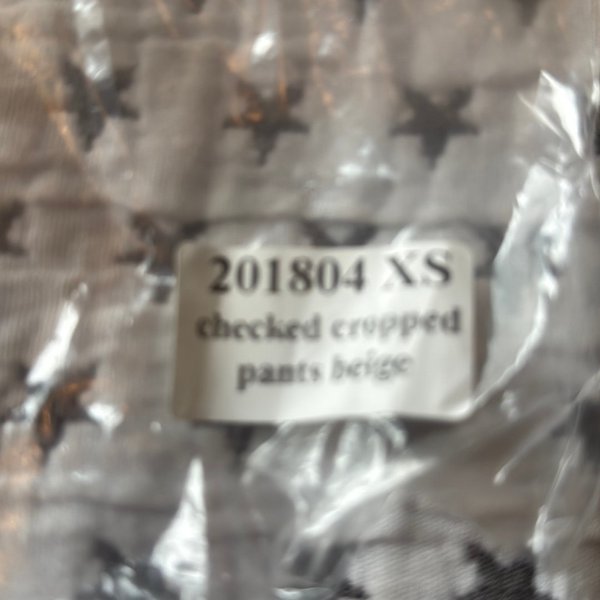 201804 XS
checked cropped
pants beige